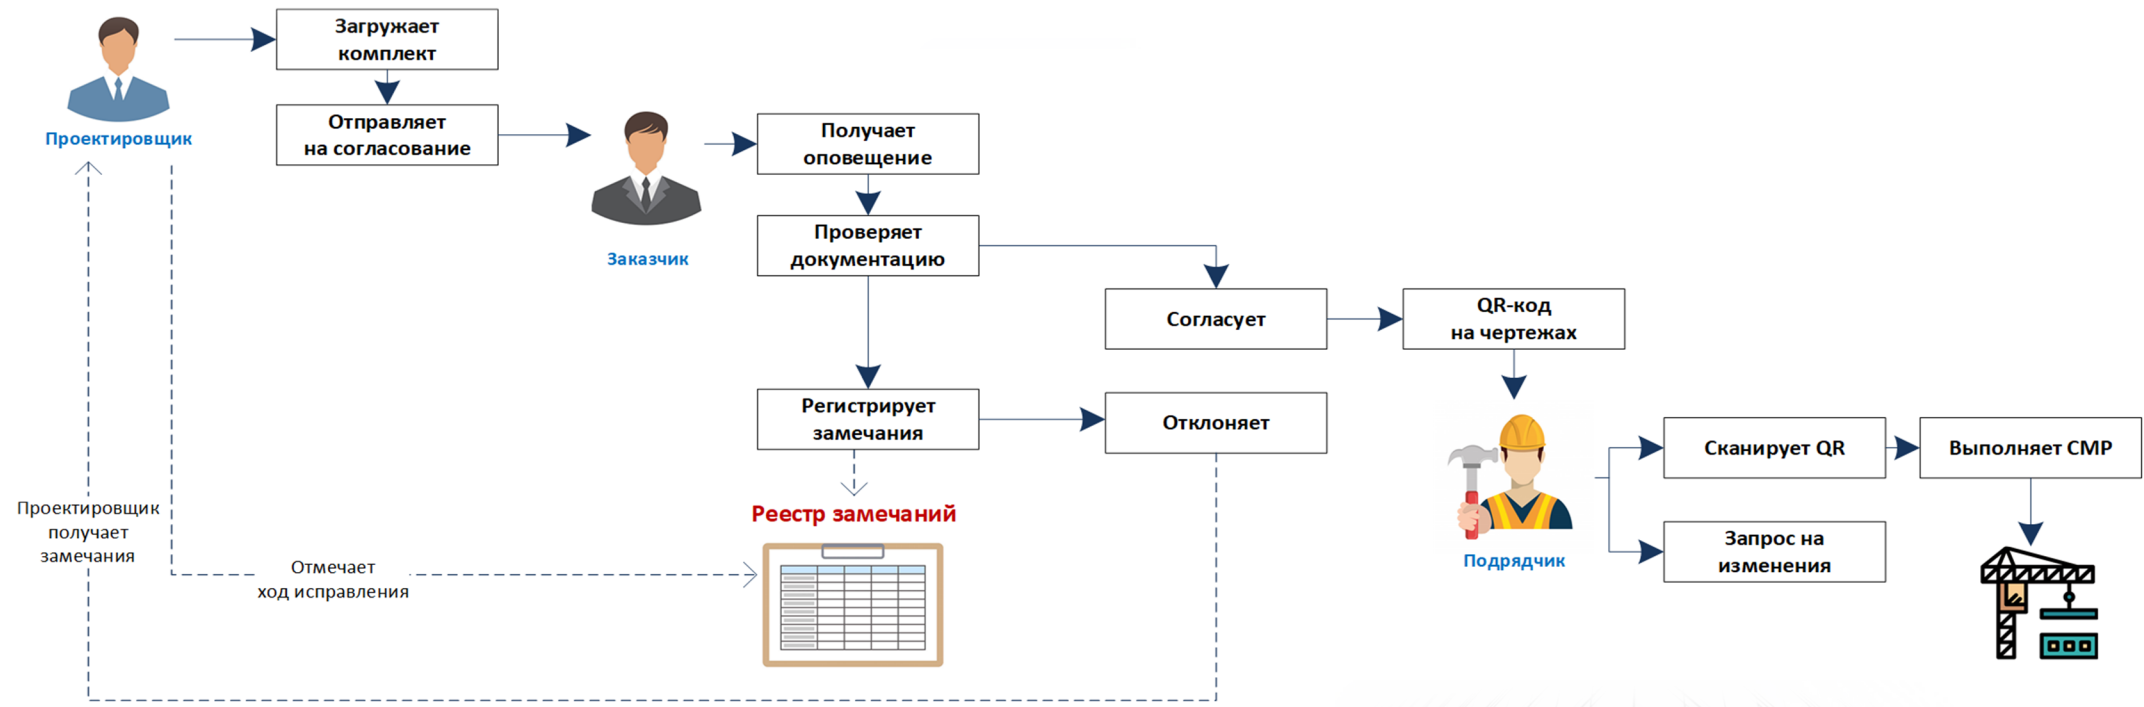 Загружает
комплект
Проектировщик
Отправляет
на согласование
Заказчик
Получает
оповещение
Проверяет
документацию
Согласует
QR-код
на чертежах
Регистрирует
замечания
Отклоняет
Реестр замечаний
Подрядчик
Сканирует QR
Выполняет СМР
Запрос на
изменения
Проектировщик
получает
замечания
Отмечает
ход исправления